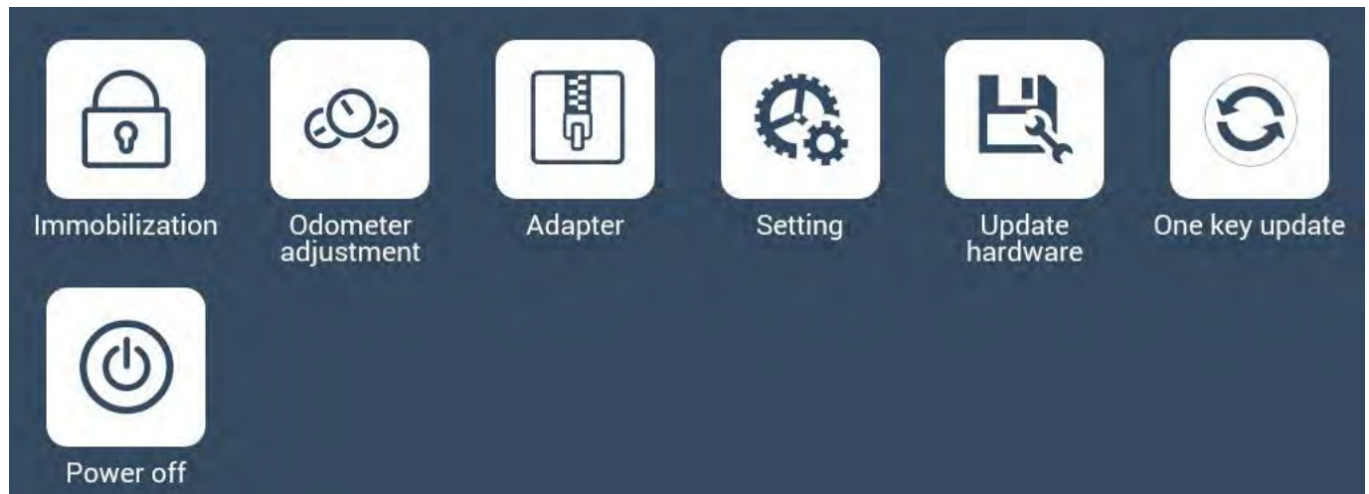 Immobilization
Odometer
adjustment
Adapter
Setting
Update
hardware
One key update
Power off